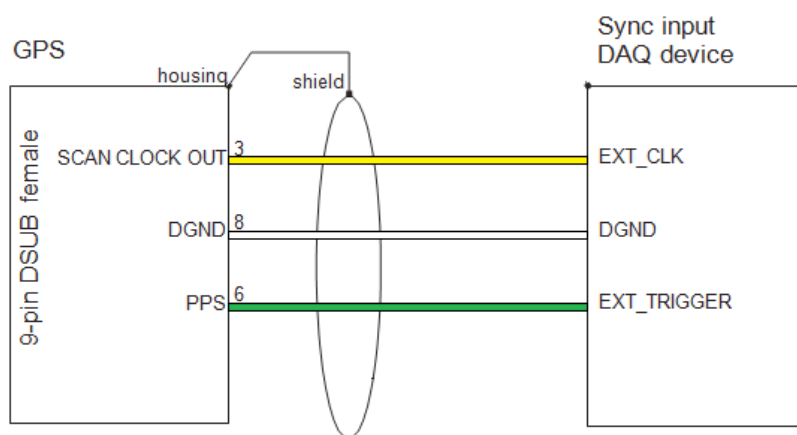 GPS
Sync input
DAQ device
housing
shield
9-pin DSUB female
SCAN CLOCK OUT 3 EXT_CLK
DGND 8 DGND
PPS 6 EXT_TRIGGER